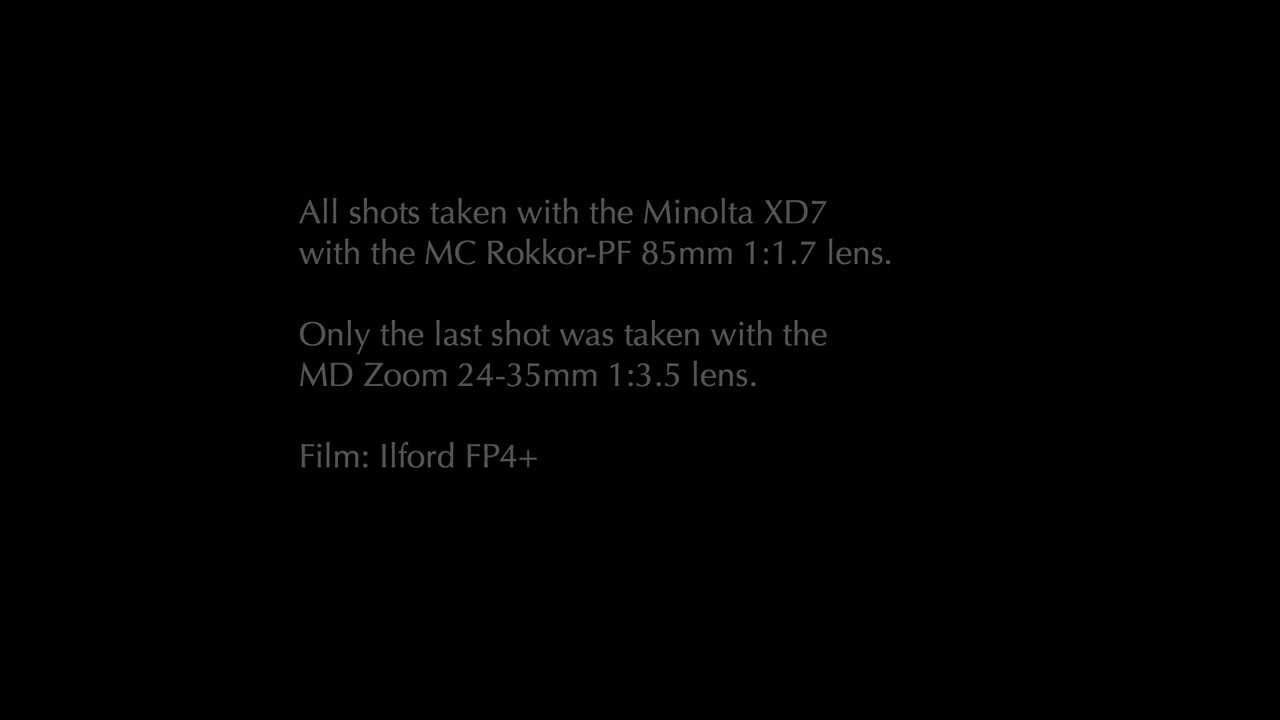 All shots taken with the Minolta XD7
with the MC Rokkor-PF 85mm 1:1.7 lens.
Only the last shot was taken with the
MD Zoom 24-35mm 1:3.5 lens.
Film: Ilford FP4+